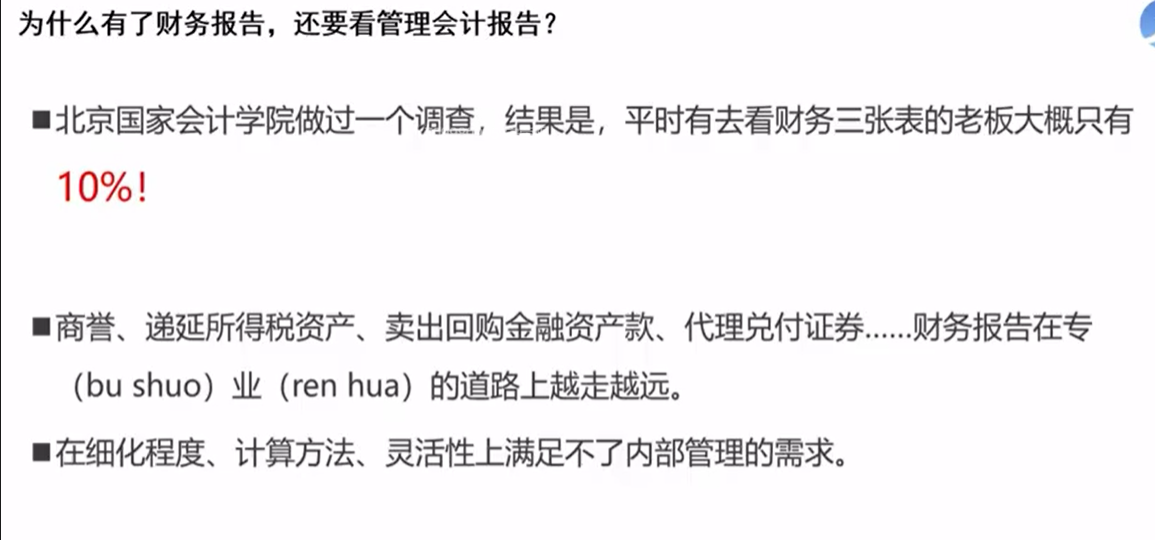 为什么有了财务报告，还要看管理会计报告？
■北京国家会计学院做过一个调查，结果是，平时有去看财务三张表的老板大概只有
10%！
■商誉、递延所得税资产、卖出回购金融资产款、代理兑付证券......财务报告在专
（bu shuo）业（ren hua）的道路上越走越远。
■在细化程度、计算方法、灵活性上满足不了内部管理的需求。